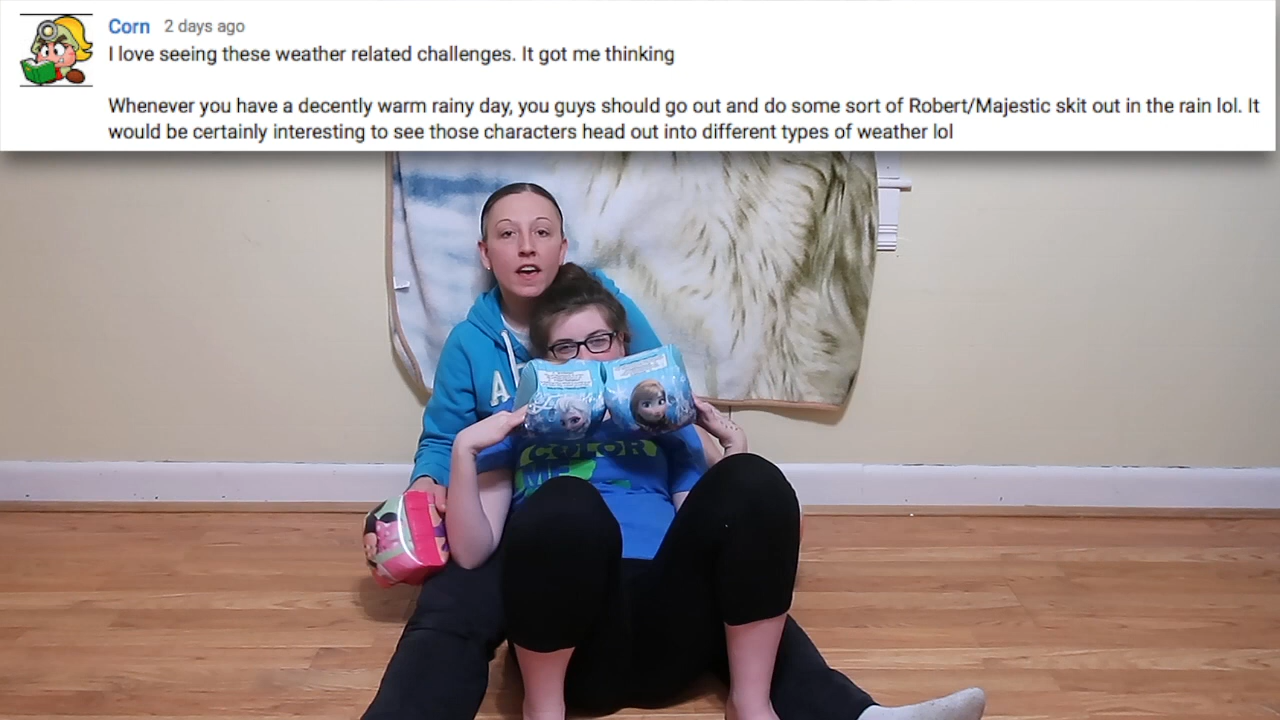 Corn 2 days ago
I love seeing these weather related challenges. It got me thinking
Whenever you have a decently warm rainy day, you guys should go out and do some sort of Robert/Majestic skit out in the rain lol. It
would be certainly interesting to see those characters head out into different types of weather lol
A
COLOR
ME